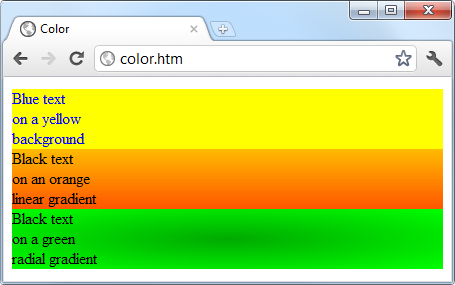 Color
color.htm
Blue text
on a yellow
background
Black text
on an orange
linear gradient
Black text
on a green
radial gradient